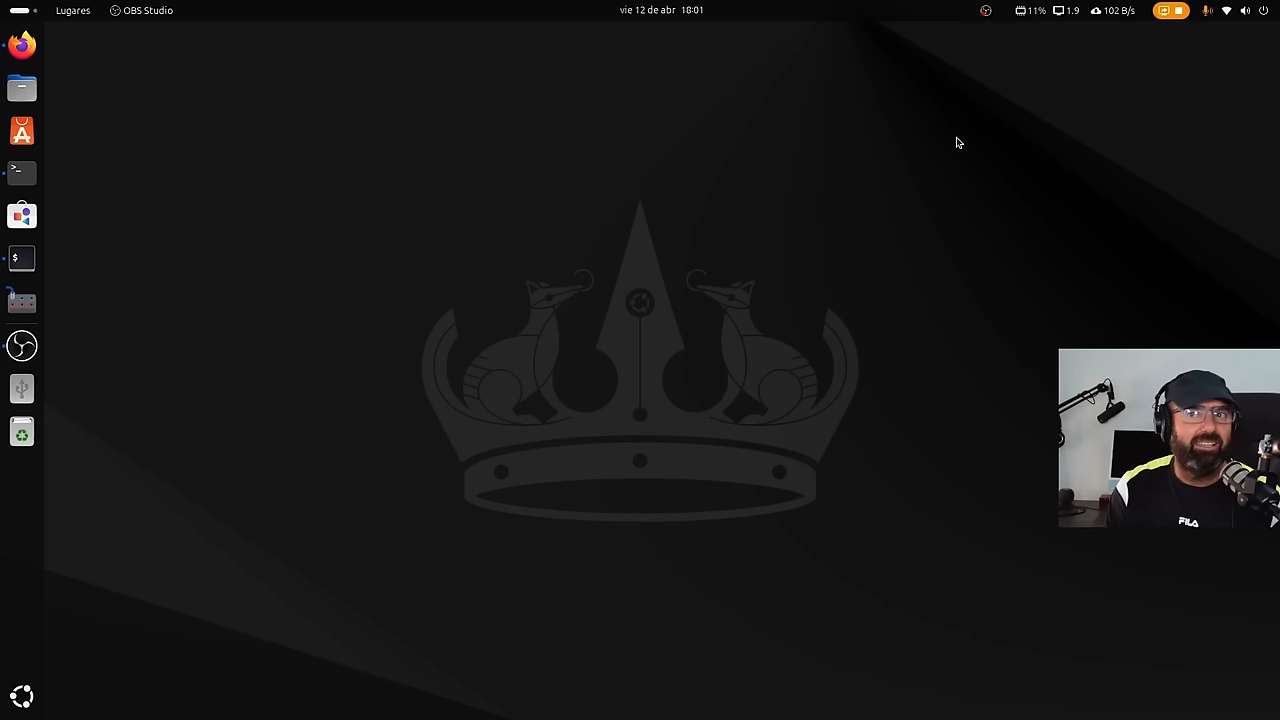 Lugares
OBS Studio
vie 12 de abr 18:01
11%
1.9
102 B/s
>_
$
FILA